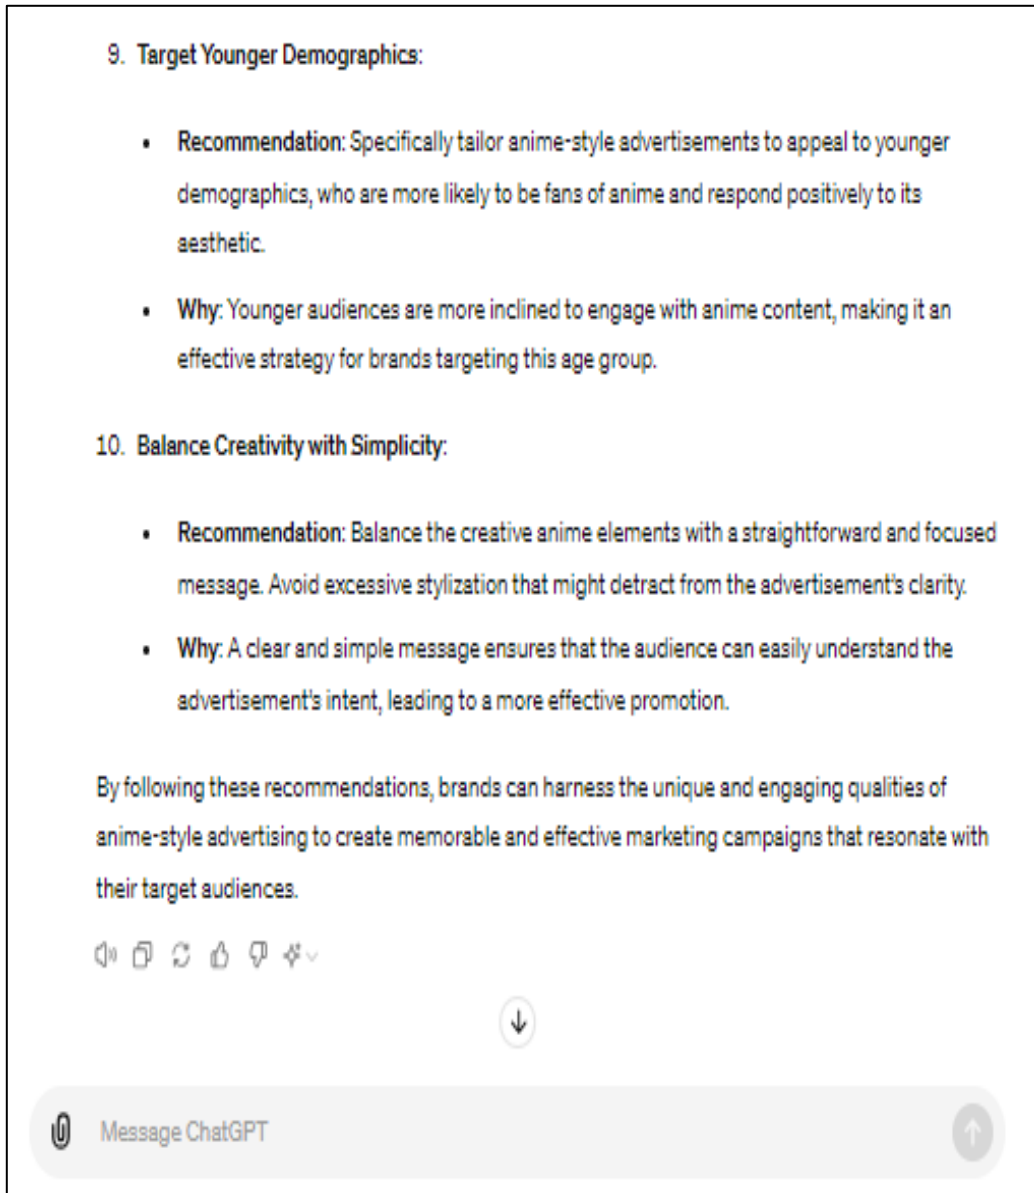 9. Target Younger Demographics:
• Recommendation: Specifically tailor anime-style advertisements to appeal to younger
demographics, who are more likely to be fans of anime and respond positively to its
aesthetic.
• Why: Younger audiences are more inclined to engage with anime content, making it an
effective strategy for brands targeting this age group.
10. Balance Creativity with Simplicity:
• Recommendation: Balance the creative anime elements with a straightforward and focused
message. Avoid excessive stylization that might detract from the advertisement's clarity.
• Why: A clear and simple message ensures that the audience can easily understand the
advertisement's intent, leading to a more effective promotion.
By following these recommendations, brands can harness the unique and engaging qualities of
anime-style advertising to create memorable and effective marketing campaigns that resonate with
their target audiences.
Message ChatGPT